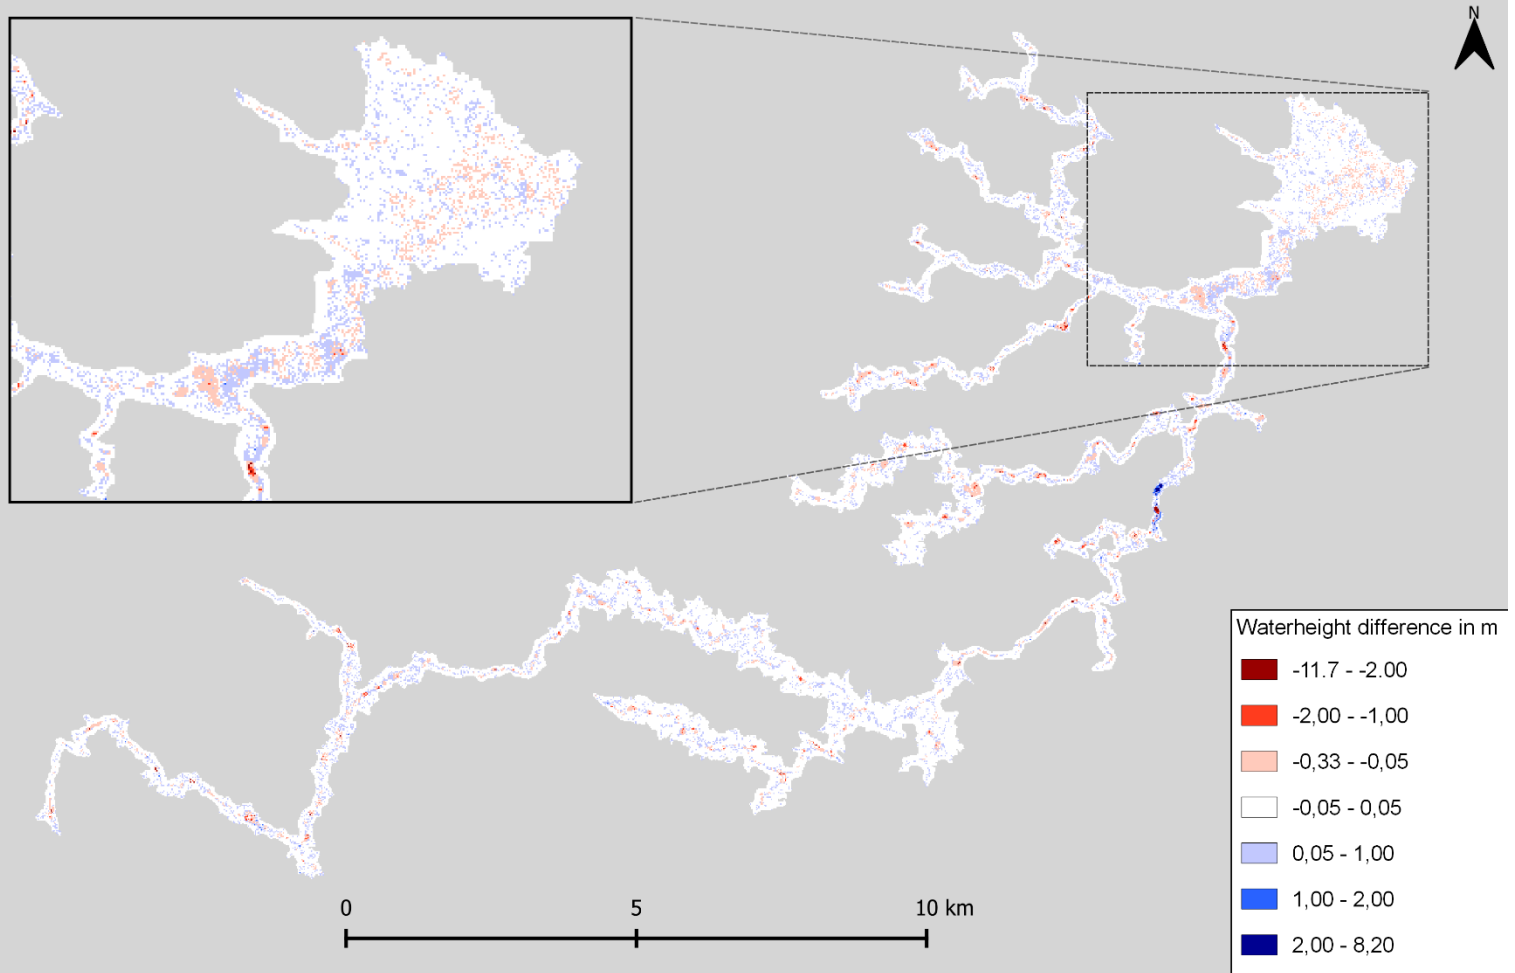 N
Waterheight difference in m
-11.7 - -2.00
-2,00 - -1,00
-0,33 - -0,05
-0,05 - 0,05
0,05 - 1,00
1,00 - 2,00
2,00 - 8,20
0 5 10 km